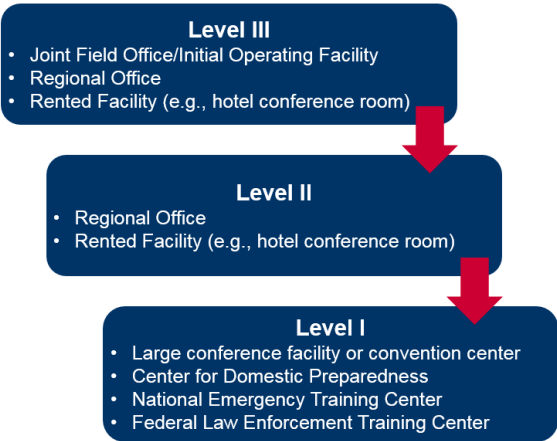 Level III
• Joint Field Office/Initial Operating Facility
• Regional Office
• Rented Facility (e.g., hotel conference room)
Level II
• Regional Office
• Rented Facility (e.g., hotel conference room)
Level I
• Large conference facility or convention center
• Center for Domestic Preparedness
• National Emergency Training Center
• Federal Law Enforcement Training Center